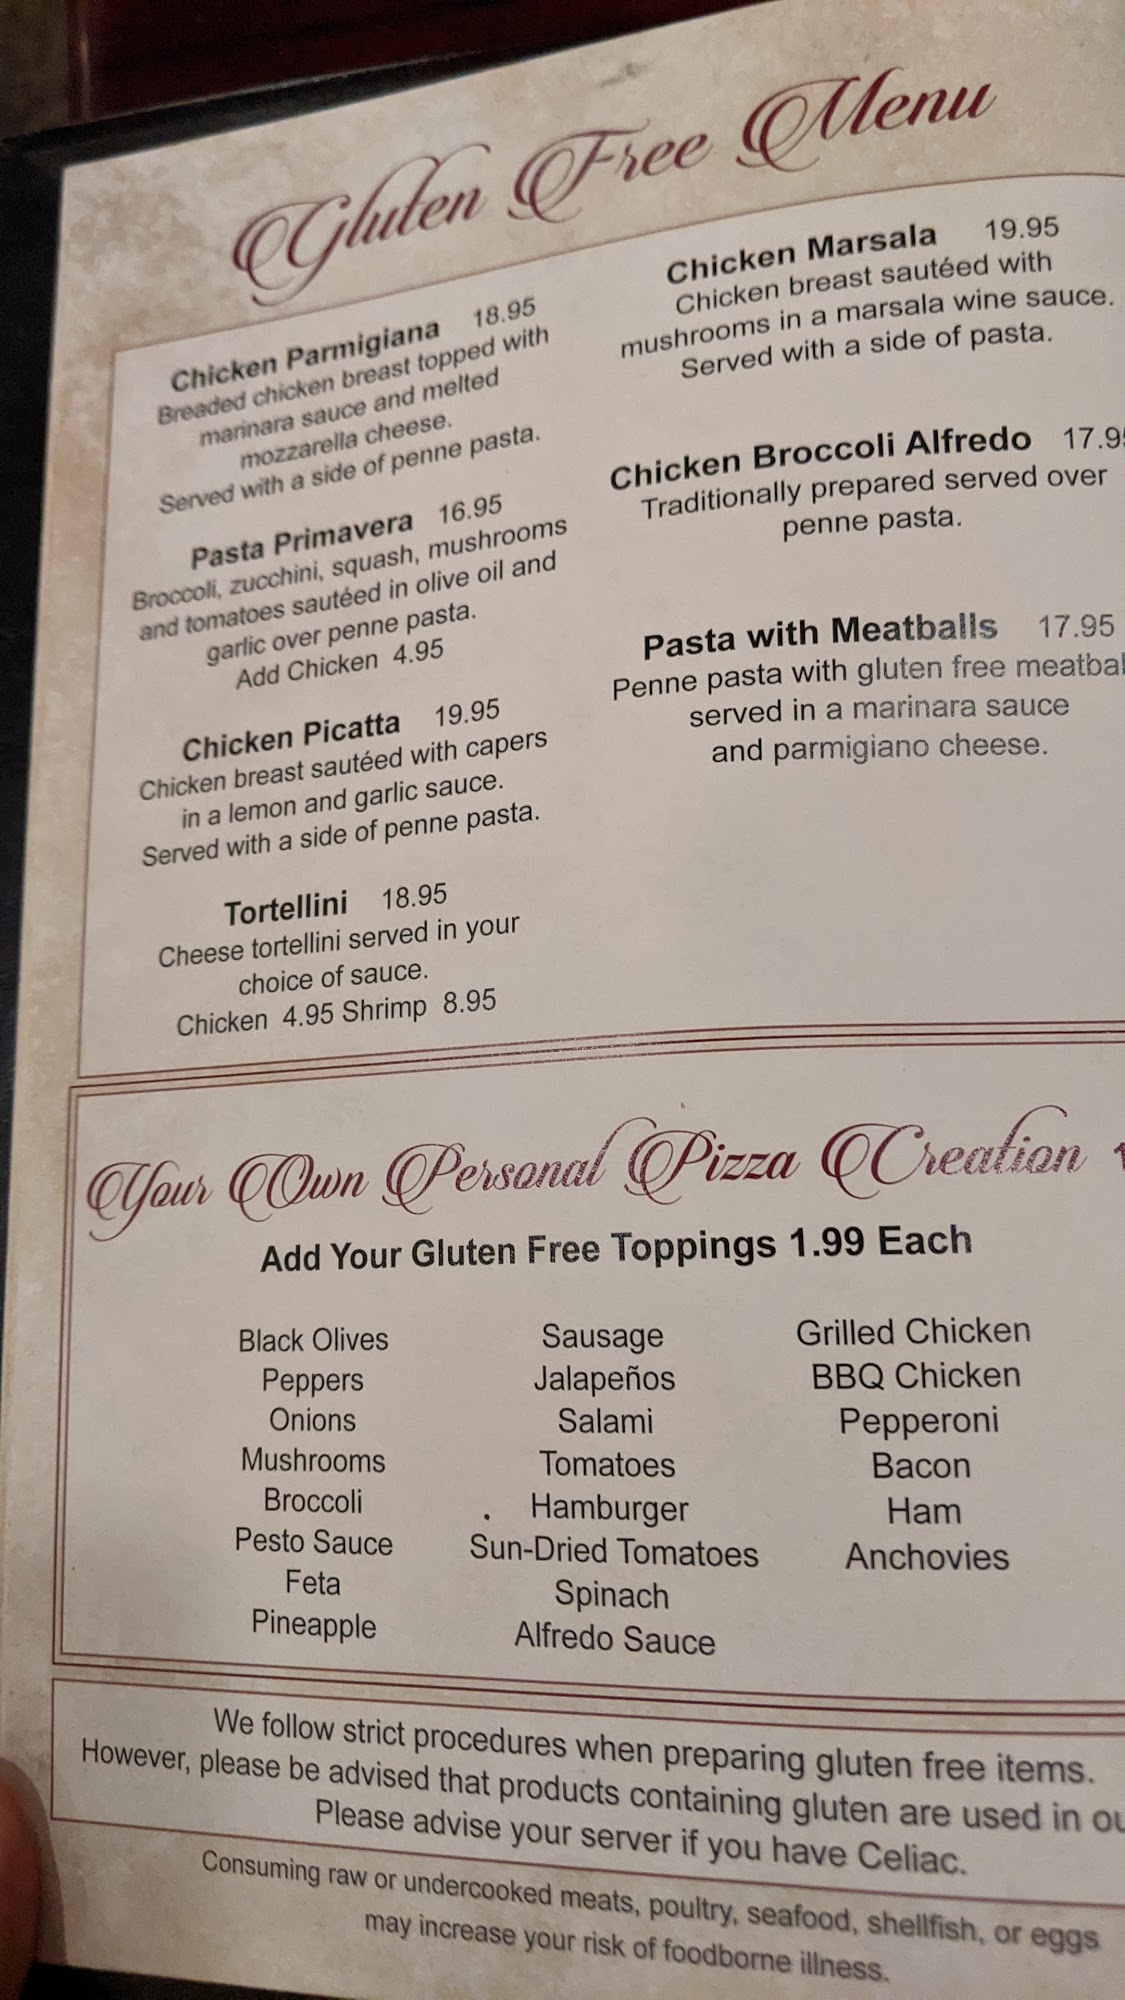 Gluten Free Menu
Chicken Parmigiana 18.95
Breaded chicken breast topped with
marinara sauce and melted
mozzarella cheese.
Served with a side of penne pasta.
Pasta Primavera 16.95
Broccoli, zucchini, squash, mushrooms
and tomatoes sautéed in olive oil and
garlic over penne pasta.
Add Chicken 4.95
Chicken Picatta 19.95
Chicken breast sautéed with capers
in a lemon and garlic sauce.
Served with a side of penne pasta.
Tortellini 18.95
Cheese tortellini served in your
choice of sauce.
Chicken 4.95 Shrimp 8.95
Chicken Marsala 19.95
Chicken breast sautéed with
mushrooms in a marsala wine sauce.
Served with a side of pasta.
Chicken Broccoli Alfredo 17.9
Traditionally prepared served over
penne pasta.
Pasta with Meatballs 17.95
Penne pasta with gluten free meatbal
served in a marinara sauce
and parmigiano cheese.
Your Own Personal Pizza Creation
Add Your Gluten Free Toppings 1.99 Each
Black Olives
Peppers
Onions
Mushrooms
Broccoli
Pesto Sauce
Feta
Pineapple
Sausage
Jalapeños
Salami
Tomatoes
Hamburger
Sun-Dried Tomatoes
Spinach
Alfredo Sauce
Grilled Chicken
BBQ Chicken
Pepperoni
Bacon
Ham
Anchovies
We follow strict procedures when preparing gluten free items.
However, please be advised that products containing gluten are used in ou
Please advise your server if you have Celiac.
Consuming raw or undercooked meats, poultry, seafood, shellfish, or eggs
may increase your risk of foodborne illness.